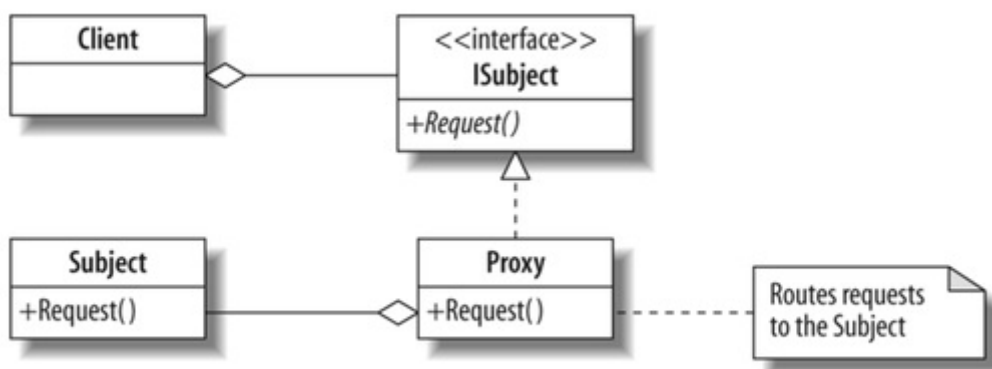 Client
<<interface>>
ISubject
+Request()
Subject
+Request()
Proxy
+Request()
Routes requests
to the Subject